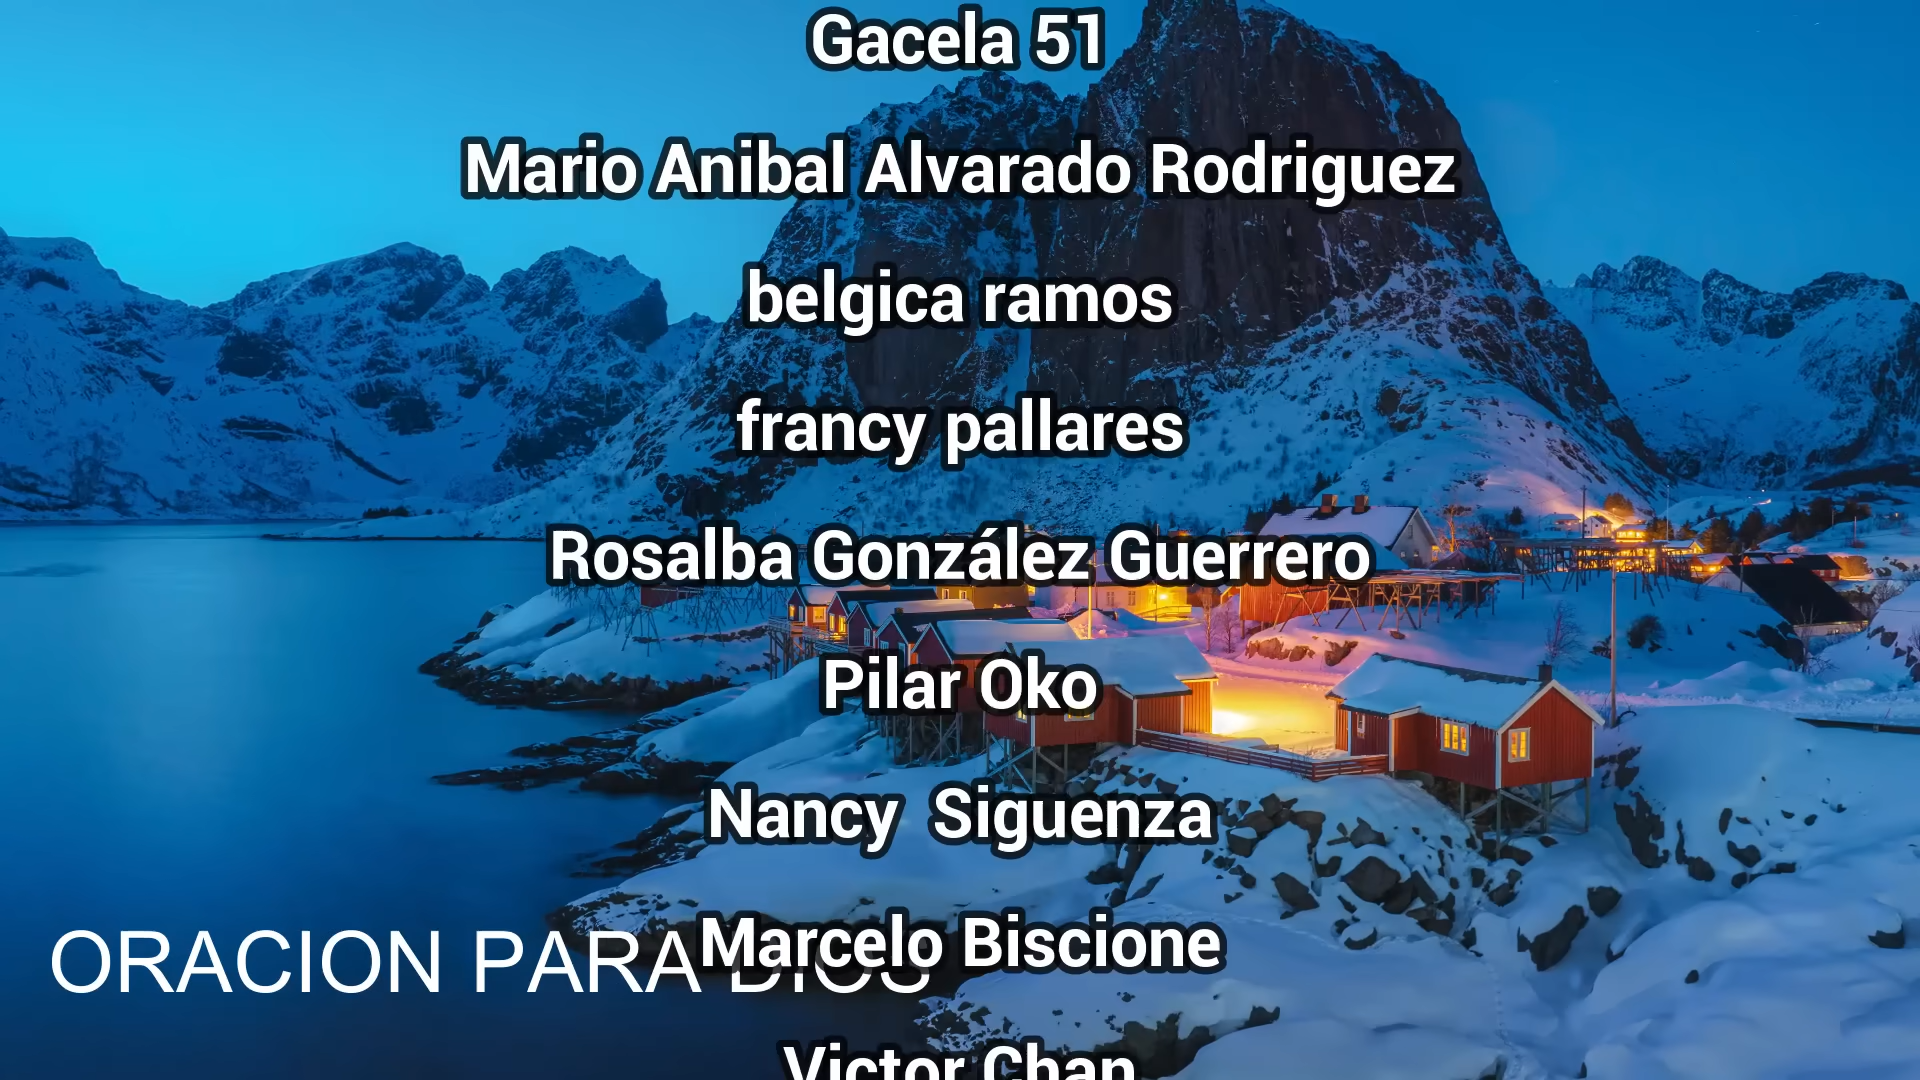 Gacela 51
Mario Anibal Alvarado Rodriguez
belgica ramos
francy pallares
Rosalba González Guerrero
Pilar Oko
Nancy  Siguenza
Marcelo Biscione
ORACION PARA DIOS
Victor Chan